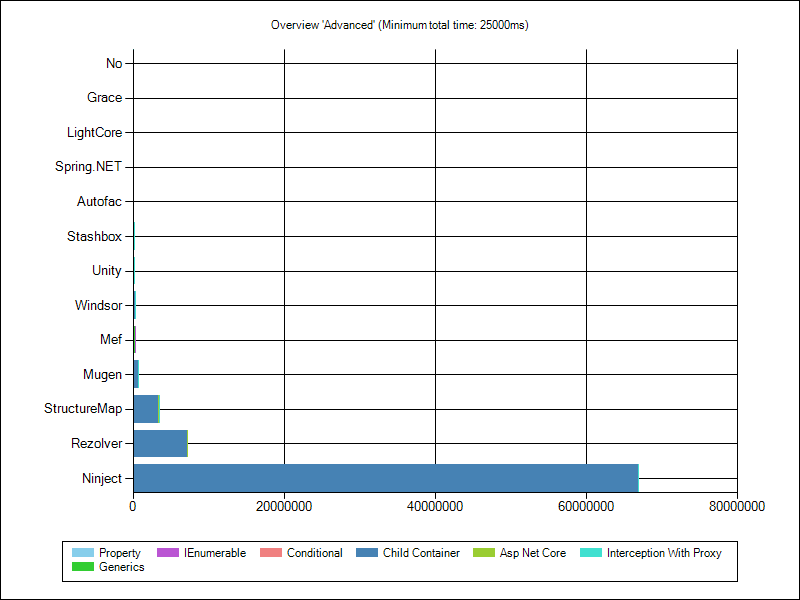 Overview 'Advanced' (Minimum total time: 25000ms)
No
Grace
LightCore
Spring.NET
Autofac
Stashbox
Unity
Windsor
Mef
Mugen
StructureMap
Rezolver
Ninject
0 20000000 40000000 60000000 80000000
Property IEnumerable Conditional Child Container Asp Net Core Interception With Proxy
Generics